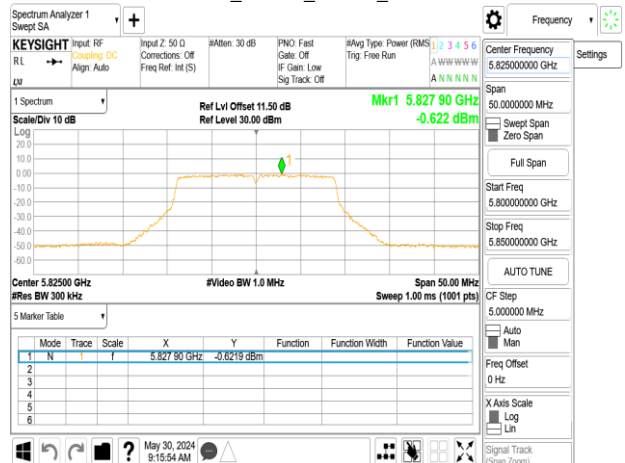 Spectrum Analyzer 1
Swept SA
Frequency
KEYSIGHT
Input: RF
Coupling: DC
Align: Auto
Input Z: 50 Ω
Corrections: Off
Freq Ref: Int (S)
#Atten: 30 dB
PNO: Fast
Gate: Off
IF Gain: Low
Sig Track: Off
#Avg Type: Power (RMS
Trig: Free Run
1 2 3 4 5 6
A W W W W W
A N N N N N
RL
LXI
Settings
Center Frequency
5.825000000 GHz
Span
50.0000000 MHz
Swept Span
Zero Span
Full Span
Start Freq
5.800000000 GHz
Stop Freq
5.850000000 GHz
AUTO TUNE
CF Step
5.000000 MHz
Auto
Man
Freq Offset
0 Hz
X Axis Scale
Log
Lin
Signal Track
(Span Zoom)
1 Spectrum
Scale/Div 10 dB
Ref Lvl Offset 11.50 dB
Ref Level 30.00 dBm
Mkr1 5.827 90 GHz
-0.622 dBm
Log
20.0
10.0
0.00
-10.0
-20.0
-30.0
-40.0
-50.0
-60.0
1
Center 5.82500 GHz
#Res BW 300 kHz
#Video BW 1.0 MHz
Span 50.00 MHz
Sweep 1.00 ms (1001 pts)
5 Marker Table
Mode Trace Scale X Y Function Function Width Function Value
1 N 1 f 5.827 90 GHz -0.6219 dBm
2
3
4
5
6
?
May 30, 2024
9:15:54 AM